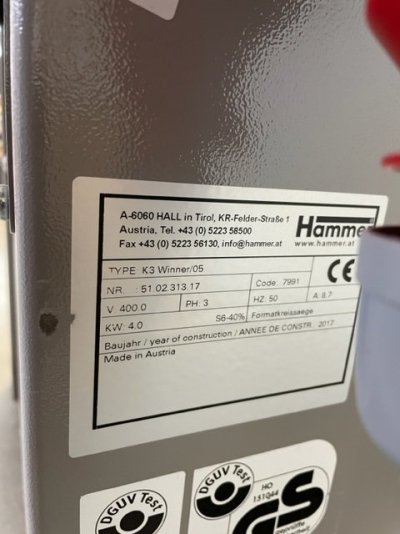 A-6060 HALL in Tirol, KR-Felder-Straße 1
Austria, Tel. +43 (0) 5223 58500
Fax +43 (0) 5223 56130, info@hammer.at
Hammer
www.hammer.at
TYPE K3 Winner/05
NR. 51.02.313.17 Code: 7991
V 400.0 PH: 3 HZ: 50 A: 8.7
KW: 4.0 S6-40% Formatkreissaege
Baujahr / year of construction / ANNEE DE CONSTR. 2017
Made in Austria
CE
DGUV Test
DGUV Test
HO
151044
GS